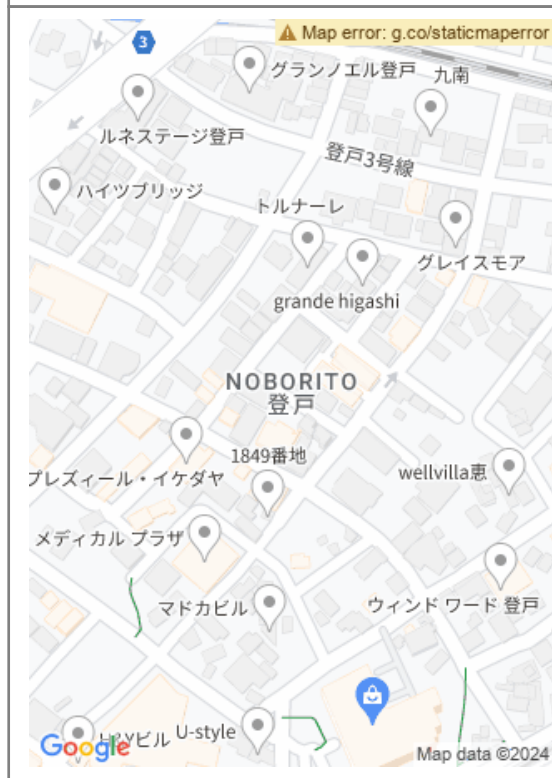 Map error: g.co/staticmaperror
3
グランノエル登戸
九南
ルネステージ登戸
登戸3号線
ハイツブリッジ
トルナーレ
グレイスモア
grande higashi
NOBORITO
登戸
1849番地
プレズィール・イケダヤ
wellvilla恵
メディカル プラザ
マドカビル
ウィンド ワード 登戸
U-style
ビル
Google
Map data ©2024